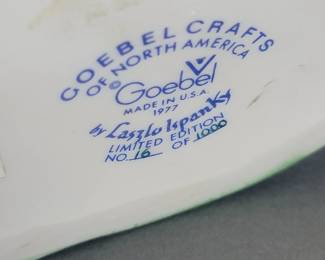 GOEBEL CRAFTS
OF NORTH AMERICA
© Goebel
MADE IN U.S.A.
1977
by Laszlo Ispanky
LIMITED EDITION
NO. 16 OF 1000